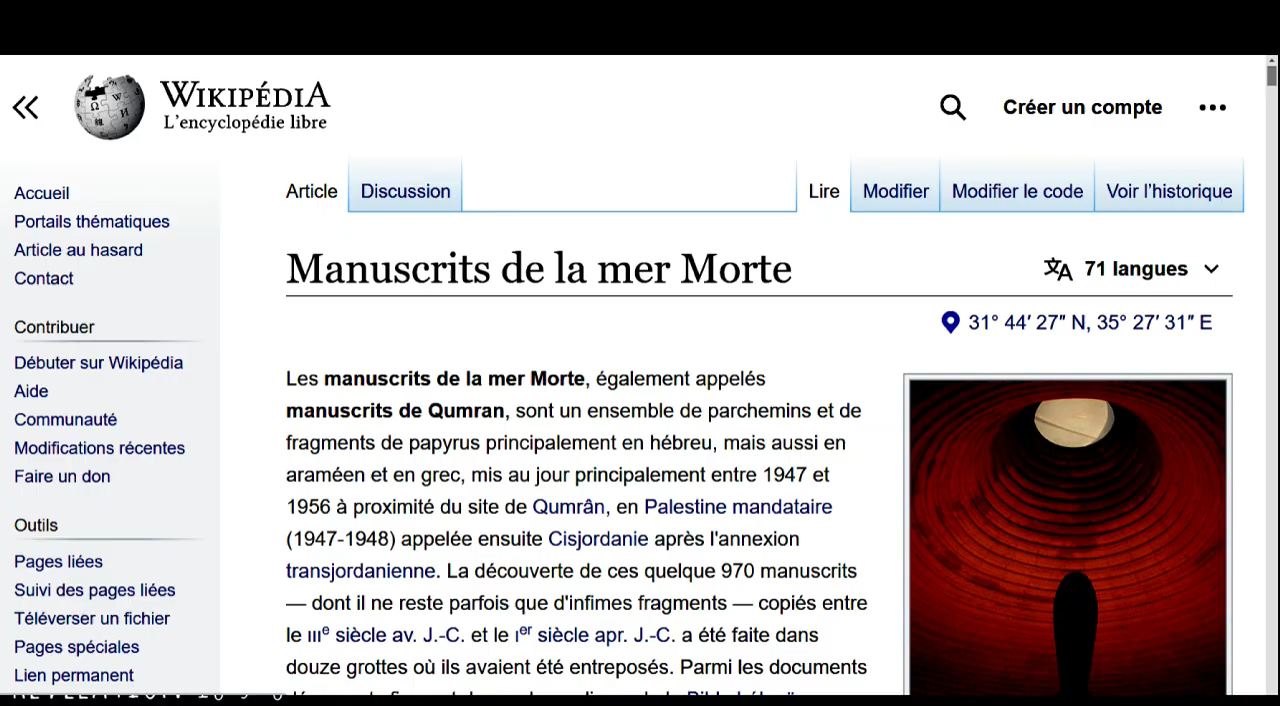 WIKIPÉDIA
L'encyclopédie libre
Créer un compte
Accueil
Portails thématiques
Article au hasard
Contact
Contribuer
Débuter sur Wikipédia
Aide
Communauté
Modifications récentes
Faire un don
Outils
Pages liées
Suivi des pages liées
Téléverser un fichier
Pages spéciales
Lien permanent
Article Discussion Lire Modifier Modifier le code Voir l'historique
Manuscrits de la mer Morte
71 langues
31° 44′ 27″ N, 35° 27′ 31″ E
Les manuscrits de la mer Morte, également appelés
manuscrits de Qumran, sont un ensemble de parchemins et de
fragments de papyrus principalement en hébreu, mais aussi en
araméen et en grec, mis au jour principalement entre 1947 et
1956 à proximité du site de Qumrân, en Palestine mandataire
(1947-1948) appelée ensuite Cisjordanie après l'annexion
transjordanienne. La découverte de ces quelque 970 manuscrits
— dont il ne reste parfois que d'infimes fragments — copiés entre
le IIIe siècle av. J.-C. et le Ier siècle apr. J.-C. a été faite dans
douze grottes où ils avaient été entreposés. Parmi les documents